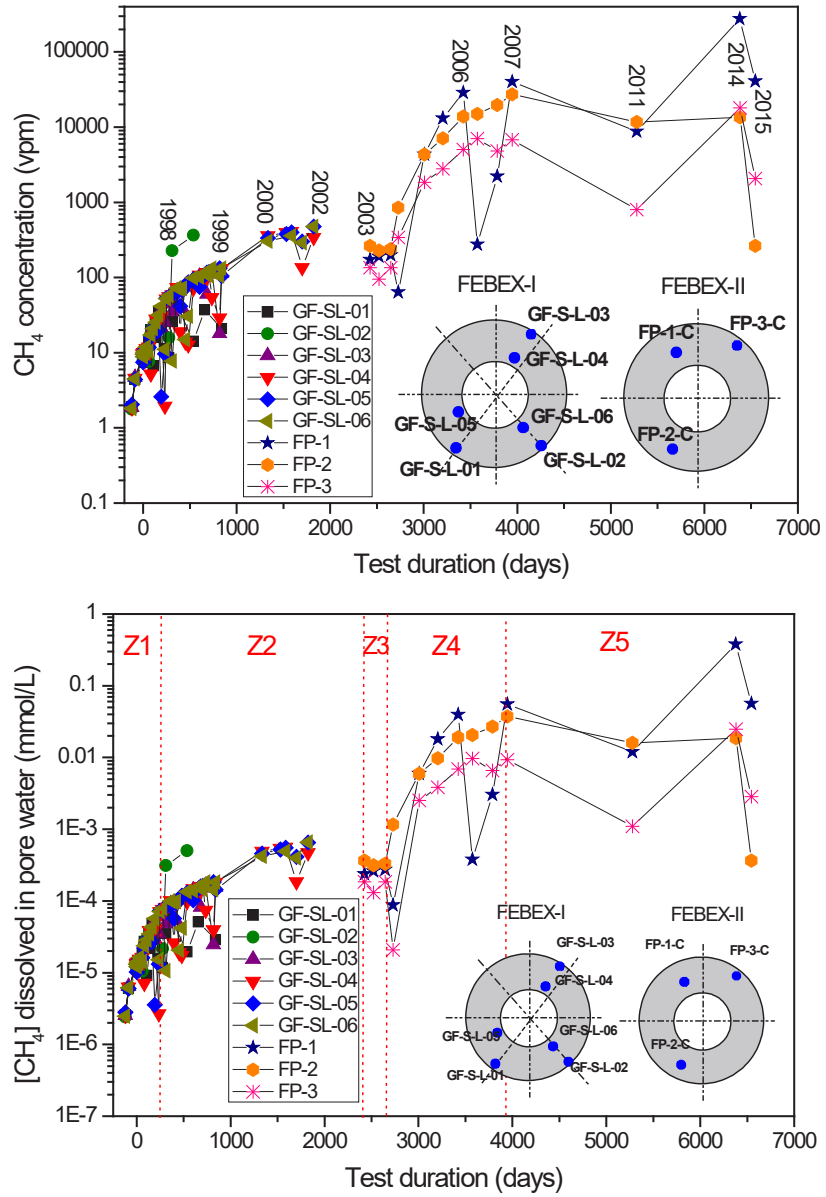 CH4 concentration (vpm)
100000
10000
1000
100
10
1
0.1
1998
1999
2000
2002
2003
2006
2007
2011
2014
2015
GF-SL-01
GF-SL-02
GF-SL-03
GF-SL-04
GF-SL-05
GF-SL-06
FP-1
FP-2
FP-3
FEBEX-I
GF-S-L-03
GF-S-L-04
GF-S-L-05
GF-S-L-06
GF-S-L-01
GF-S-L-02
FEBEX-II
FP-1-C
FP-3-C
FP-2-C
0 1000 2000 3000 4000 5000 6000 7000
Test duration (days)
[CH4] dissolved in pore water (mmol/L)
1
0.1
0.01
1E-3
1E-4
1E-5
1E-6
1E-7
Z1 Z2 Z3 Z4 Z5
GF-SL-01
GF-SL-02
GF-SL-03
GF-SL-04
GF-SL-05
GF-SL-06
FP-1
FP-2
FP-3
FEBEX-I
GF-S-L-03
GF-S-L-04
GF-S-L-05
GF-S-L-06
GF-S-L-01
GF-S-L-02
FEBEX-II
FP-1-C
FP-3-C
FP-2-C
0 1000 2000 3000 4000 5000 6000 7000
Test duration (days)